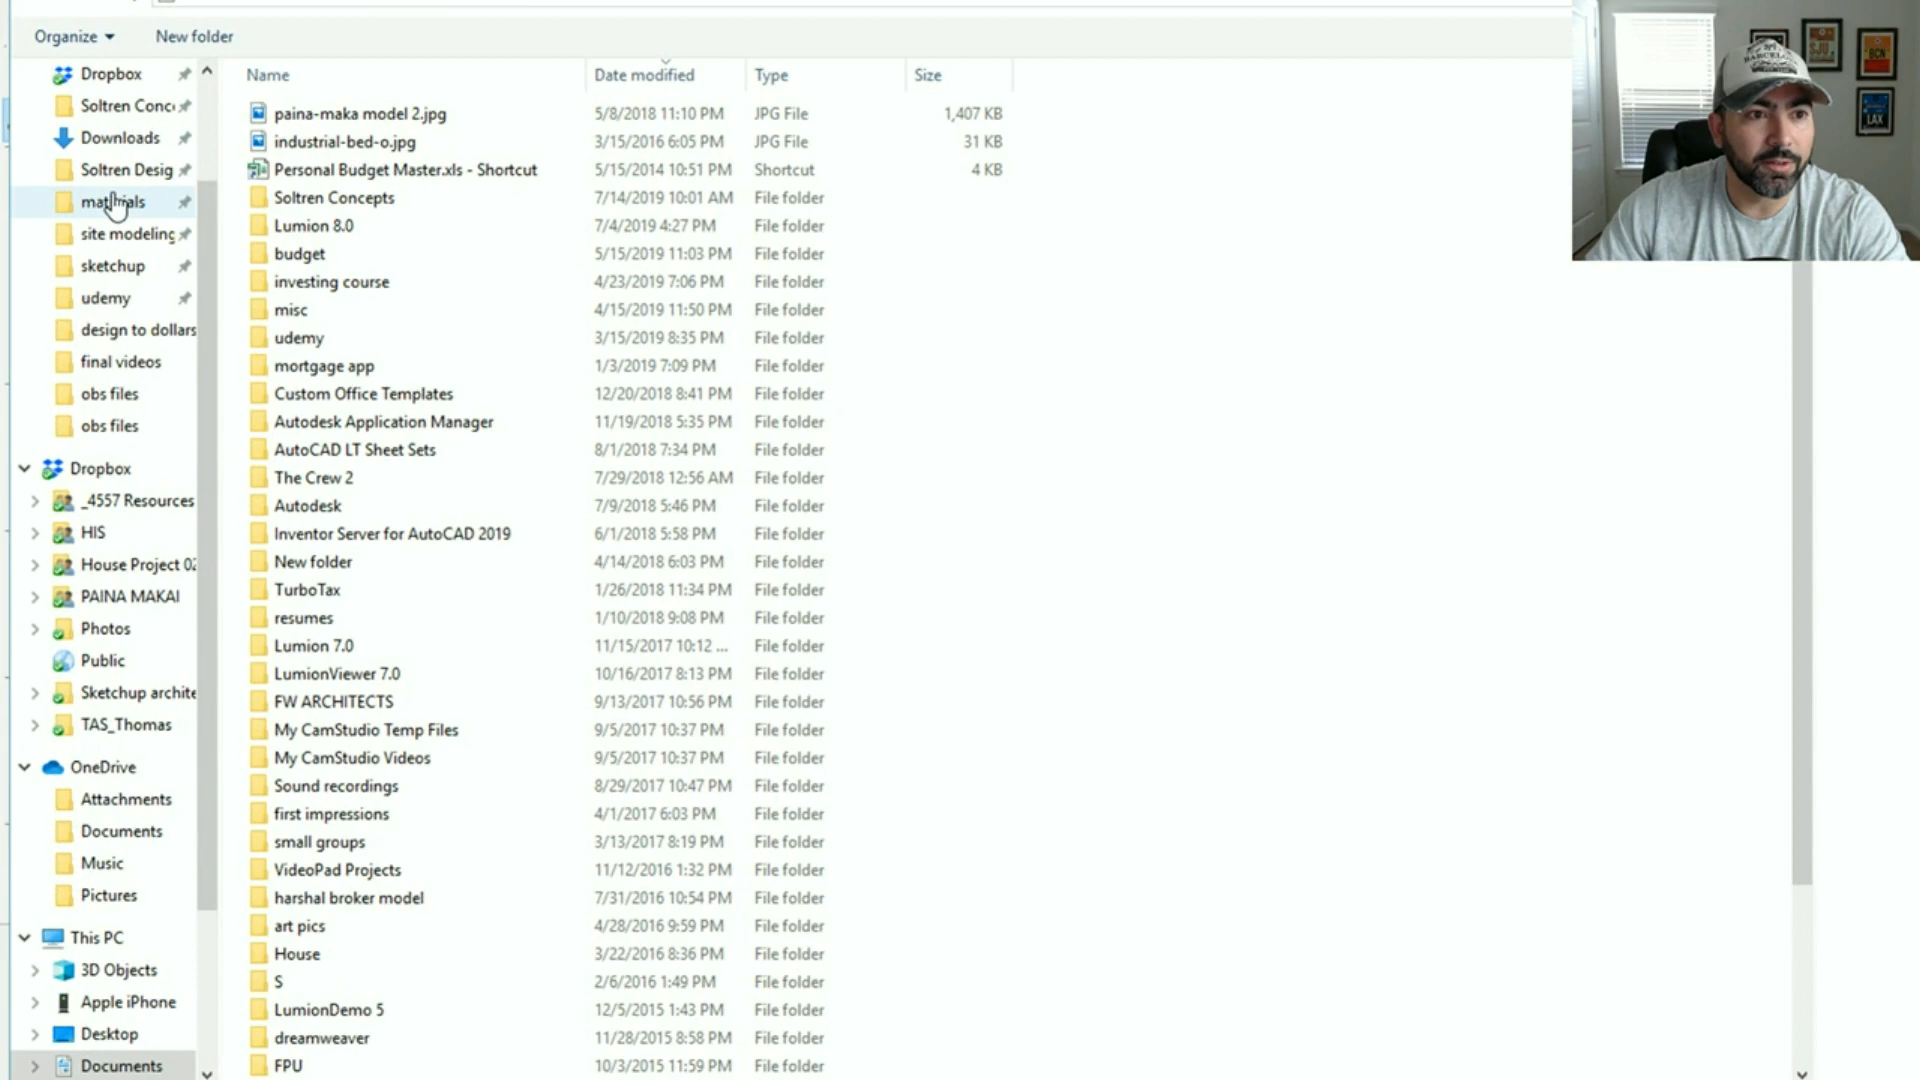 Organize
New folder
Dropbox
Soltren Conc
Downloads
Soltren Desig
materials
site modeling
sketchup
udemy
design to dollars
final videos
obs files
obs files
Dropbox
_4557 Resources
HIS
House Project 02
PAINA MAKAI
Photos
Public
Sketchup archite
TAS_Thomas
OneDrive
Attachments
Documents
Music
Pictures
This PC
3D Objects
Apple iPhone
Desktop
Documents
Name Date modified Type Size
paina-maka model 2.jpg 5/8/2018 11:10 PM JPG File 1,407 KB
industrial-bed-o.jpg 3/15/2016 6:05 PM JPG File 31 KB
Personal Budget Master.xls - Shortcut 5/15/2014 10:51 PM Shortcut 4 KB
Soltren Concepts 7/14/2019 10:01 AM File folder
Lumion 8.0 7/4/2019 4:27 PM File folder
budget 5/15/2019 11:03 PM File folder
investing course 4/23/2019 7:06 PM File folder
misc 4/15/2019 11:50 PM File folder
udemy 3/15/2019 8:35 PM File folder
mortgage app 1/3/2019 7:09 PM File folder
Custom Office Templates 12/20/2018 8:41 PM File folder
Autodesk Application Manager 11/19/2018 5:35 PM File folder
AutoCAD LT Sheet Sets 8/1/2018 7:34 PM File folder
The Crew 2 7/29/2018 12:56 AM File folder
Autodesk 7/9/2018 5:46 PM File folder
Inventor Server for AutoCAD 2019 6/1/2018 5:58 PM File folder
New folder 4/14/2018 6:03 PM File folder
TurboTax 1/26/2018 11:34 PM File folder
resumes 1/10/2018 9:08 PM File folder
Lumion 7.0 11/15/2017 10:12 ... File folder
LumionViewer 7.0 10/16/2017 8:13 PM File folder
FW ARCHITECTS 9/13/2017 10:56 PM File folder
My CamStudio Temp Files 9/5/2017 10:37 PM File folder
My CamStudio Videos 9/5/2017 10:37 PM File folder
Sound recordings 8/29/2017 10:47 PM File folder
first impressions 4/1/2017 6:03 PM File folder
small groups 3/13/2017 8:19 PM File folder
VideoPad Projects 11/12/2016 1:32 PM File folder
harshal broker model 7/31/2016 10:54 PM File folder
art pics 4/28/2016 9:59 PM File folder
House 3/22/2016 8:36 PM File folder
S 2/6/2016 1:49 PM File folder
LumionDemo 5 12/5/2015 1:43 PM File folder
dreamweaver 11/28/2015 8:58 PM File folder
FPU 10/3/2015 11:59 PM File folder
SJU
BCN
LAX